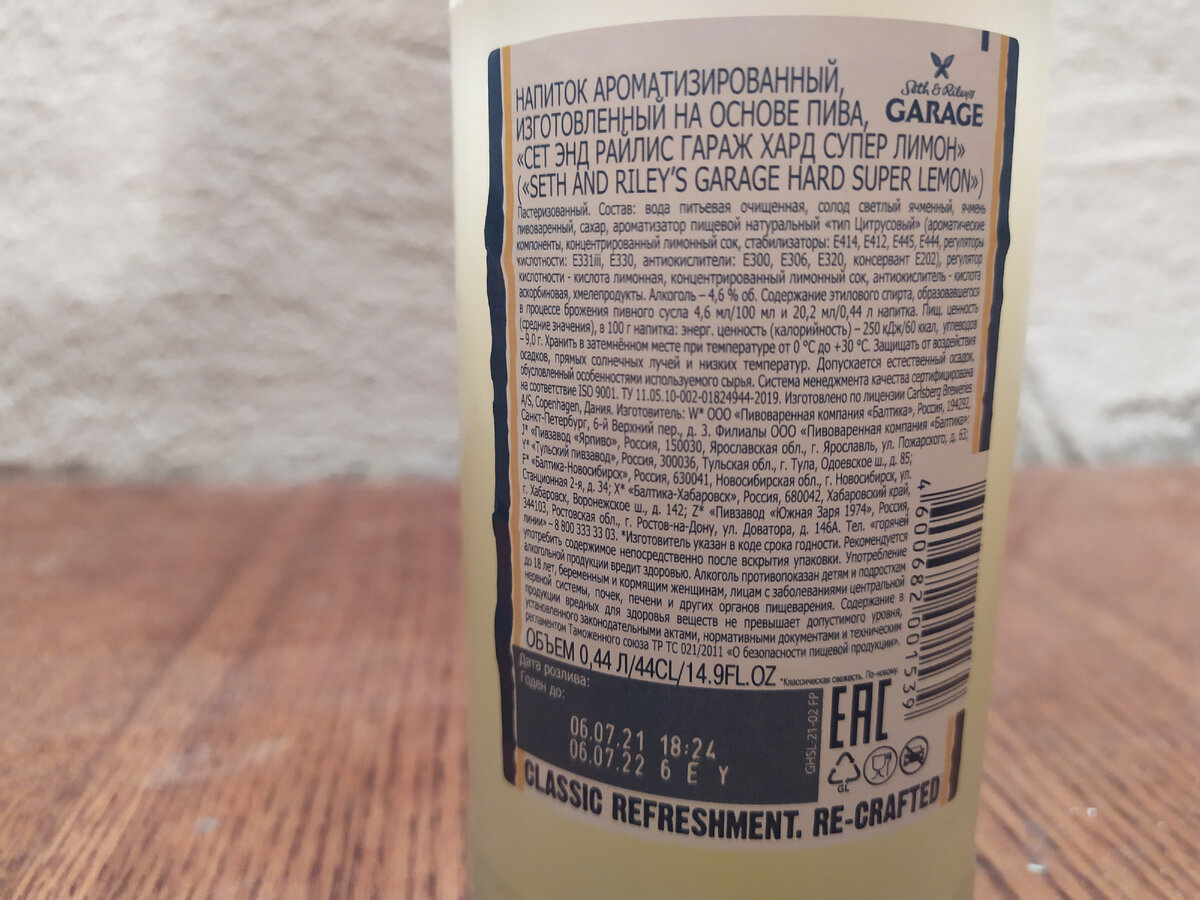 Seth & Riley's
GARAGE
НАПИТОК АРОМАТИЗИРОВАННЫЙ,
ИЗГОТОВЛЕННЫЙ НА ОСНОВЕ ПИВА,
«СЕТ ЭНД РАЙЛИС ГАРАЖ ХАРД СУПЕР ЛИМОН»
(«SETH AND RILEY'S GARAGE HARD SUPER LEMON»)
Пастеризованный. Состав: вода питьевая очищенная, солод светлый ячменный, ячмень
пивоваренный, сахар, ароматизатор пищевой натуральный «тип Цитрусовый» (ароматические
компоненты, концентрированный лимонный сок, стабилизаторы: Е414, Е412, Е445, Е444, регуляторы
кислотности: Е331iii, Е330, антиокислители: Е300, Е306, Е320, консервант Е202), регулятор
кислотности - кислота лимонная, концентрированный лимонный сок, антиокислитель - кислота
аскорбиновая, хмелепродукты. Алкоголь – 4,6 % об. Содержание этилового спирта, образовавшегося
в процессе брожения пивного сусла 4,6 мл/100 мл и 20,2 мл/0,44 л напитка. Пищ. ценность
(средние значения), в 100 г напитка: энерг. ценность (калорийность) – 250 кДж/60 ккал, углеводов
– 9,0 г. Хранить в затемнённом месте при температуре от 0 °С до +30 °С. Защищать от воздействия
осадков, прямых солнечных лучей и низких температур. Допускается естественный осадок,
обусловленный особенностями используемого сырья. Система менеджмента качества сертифицирована
на соответствие ISO 9001. ТУ 11.05.10-002-01824944-2019. Изготовлено по лицензии Carlsberg Breweries
A/S, Copenhagen, Дания. Изготовитель: W* ООО «Пивоваренная компания «Балтика», Россия, 194292,
Санкт-Петербург, 6-й Верхний пер., д. 3. Филиалы ООО «Пивоваренная компания «Балтика»:
J* «Пивзавод «Ярпиво», Россия, 150030, Ярославская обл., г. Ярославль, ул. Пожарского, д. 63;
Y* «Тульский пивзавод», Россия, 300036, Тульская обл., г. Тула, Одоевское ш., д. 85;
F* «Балтика-Новосибирск», Россия, 630041, Новосибирская обл., г. Новосибирск, ул.
Станционная 2-я, д. 34; X* «Балтика-Хабаровск», Россия, 680042, Хабаровский край,
г. Хабаровск, Воронежское ш., д. 142; Z* «Пивзавод «Южная Заря 1974», Россия,
344103, Ростовская обл., г. Ростов-на-Дону, ул. Доватора, д. 146А. Тел. «горячей
линии» – 8 800 333 33 03. *Изготовитель указан в коде срока годности. Рекомендуется
употребить содержимое непосредственно после вскрытия упаковки. Употребление
алкогольной продукции вредит здоровью. Алкоголь противопоказан детям и подросткам
до 18 лет, беременным и кормящим женщинам, лицам с заболеваниями центральной
нервной системы, почек, печени и других органов пищеварения. Содержание в
продукции вредных для здоровья веществ не превышает допустимого уровня,
установленного законодательными актами, нормативными документами и техническим
регламентом Таможенного союза ТР ТС 021/2011 «О безопасности пищевой продукции».
ОБЪЕМ 0,44 Л/44CL/14.9FL.OZ *Классическая свежесть. По-новому.
4600682001539
Дата розлива:
Годен до:
06.07.21 18:24
06.07.22 6 E Y
GHSL-21-02 FP
EAC
GL
CLASSIC REFRESHMENT. RE-CRAFTED